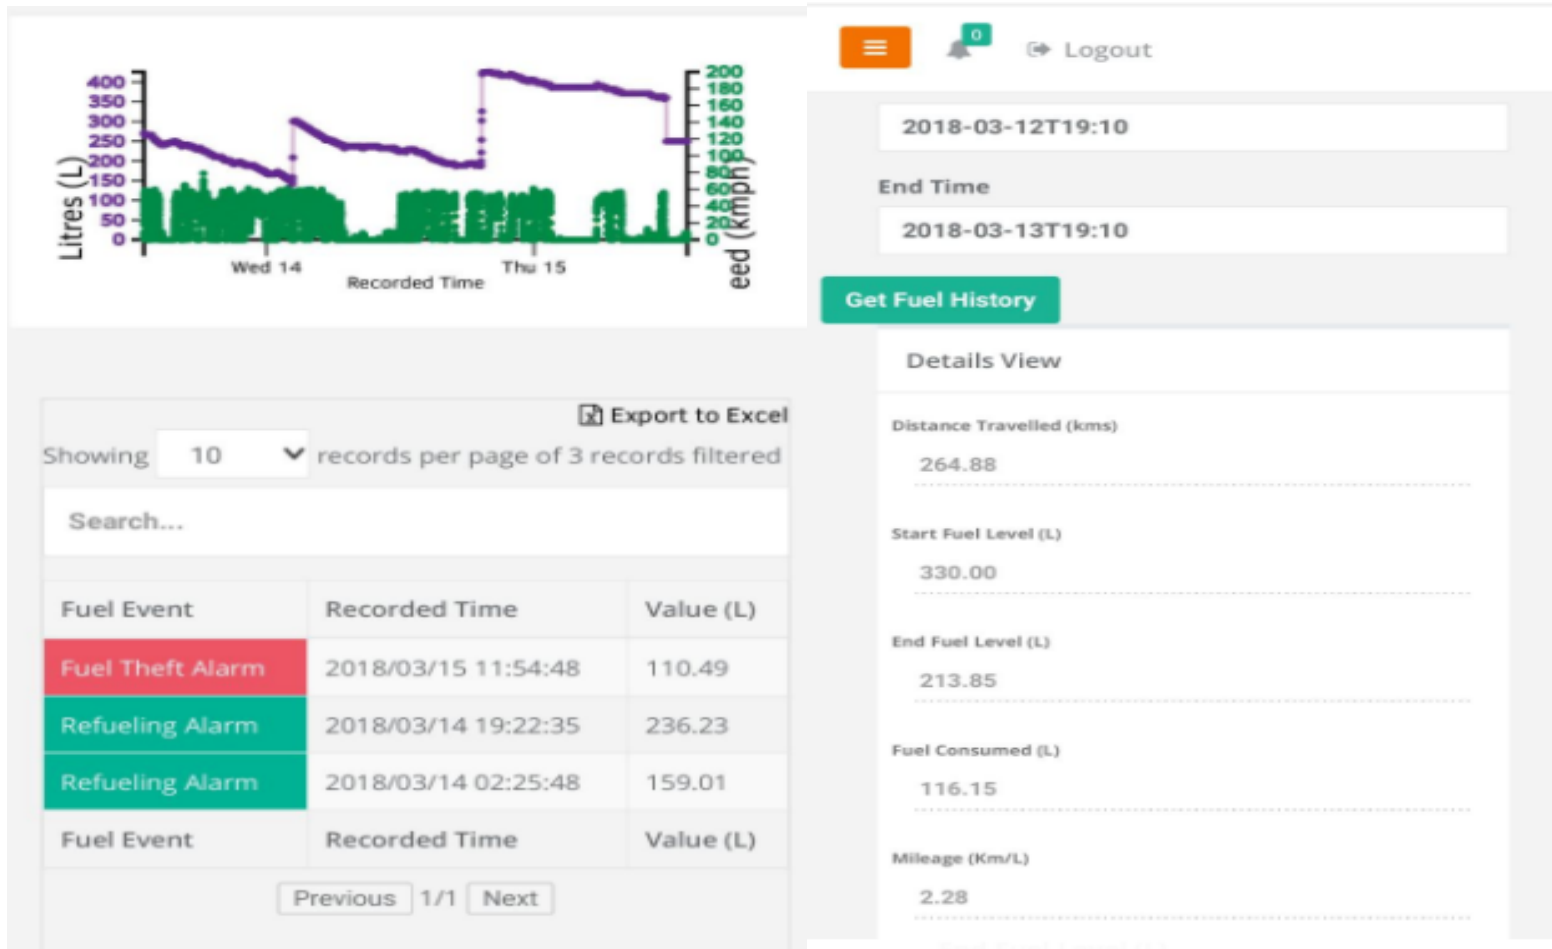 400
350
300
250
200
150
100
50
0
Litres (L)
200
180
160
140
120
100
80
60
40
20
0
eed (kmph)
Wed 14
Thu 15
Recorded Time
Export to Excel
Showing 10 records per page of 3 records filtered
Search...
Fuel Event Recorded Time Value (L)
Fuel Theft Alarm 2018/03/15 11:54:48 110.49
Refueling Alarm 2018/03/14 19:22:35 236.23
Refueling Alarm 2018/03/14 02:25:48 159.01
Fuel Event Recorded Time Value (L)
Previous 1/1 Next
0
Logout
2018-03-12T19:10
End Time
2018-03-13T19:10
Get Fuel History
Details View
Distance Travelled (kms)
264.88
Start Fuel Level (L)
330.00
End Fuel Level (L)
213.85
Fuel Consumed (L)
116.15
Mileage (Km/L)
2.28